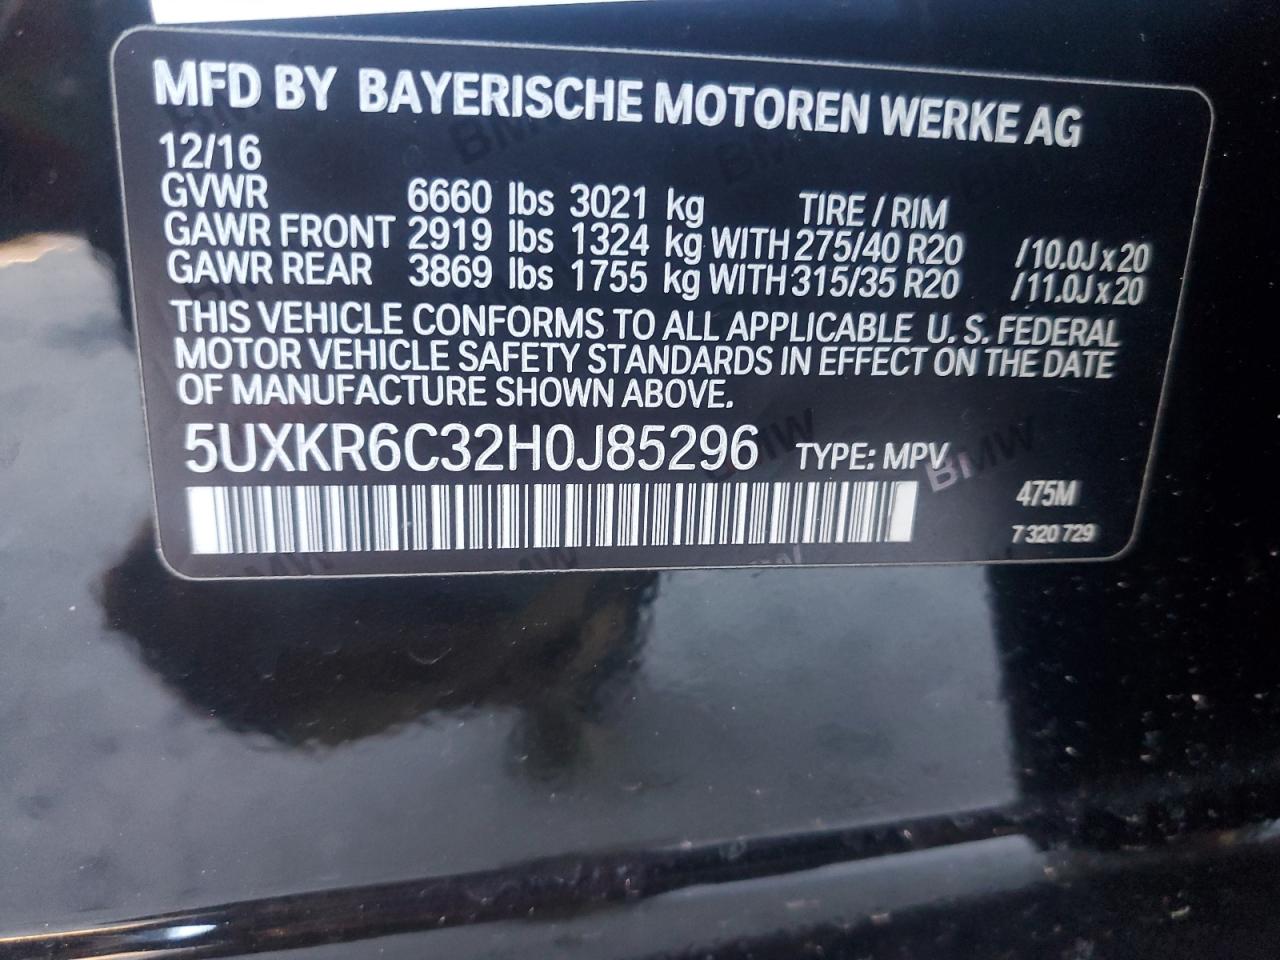 MFD BY BAYERISCHE MOTOREN WERKE AG
12/16
GVWR 6660 lbs 3021 kg TIRE / RIM
GAWR FRONT 2919 lbs 1324 kg WITH 275/40 R20 /10.0J x 20
GAWR REAR 3869 lbs 1755 kg WITH 315/35 R20 /11.0J x 20
THIS VEHICLE CONFORMS TO ALL APPLICABLE U. S. FEDERAL
MOTOR VEHICLE SAFETY STANDARDS IN EFFECT ON THE DATE
OF MANUFACTURE SHOWN ABOVE.
5UXKR6C32H0J85296 TYPE: MPV
BMW
475M
7 320 729